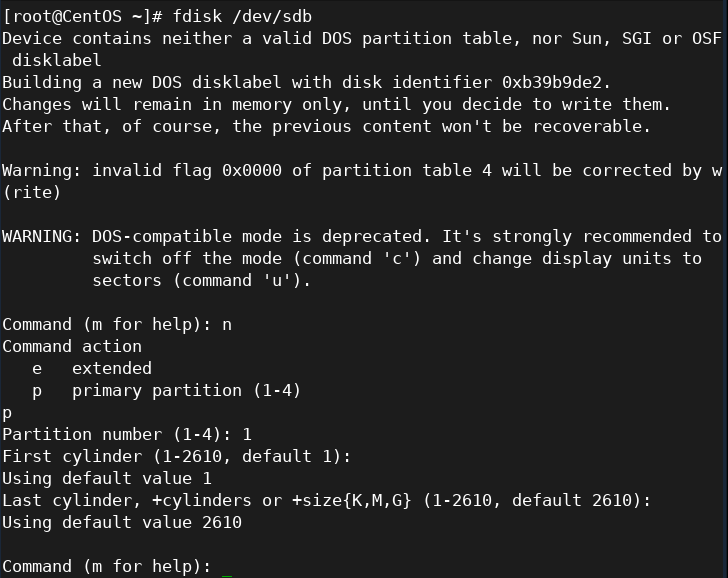 [root@CentOS ~]# fdisk /dev/sdb
Device contains neither a valid DOS partition table, nor Sun, SGI or OSF
 disklabel
Building a new DOS disklabel with disk identifier 0xb39b9de2.
Changes will remain in memory only, until you decide to write them.
After that, of course, the previous content won't be recoverable.

Warning: invalid flag 0x0000 of partition table 4 will be corrected by w
(rite)

WARNING: DOS-compatible mode is deprecated. It's strongly recommended to
         switch off the mode (command 'c') and change display units to
         sectors (command 'u').

Command (m for help): n
Command action
   e   extended
   p   primary partition (1-4)
p
Partition number (1-4): 1
First cylinder (1-2610, default 1):
Using default value 1
Last cylinder, +cylinders or +size{K,M,G} (1-2610, default 2610):
Using default value 2610

Command (m for help):